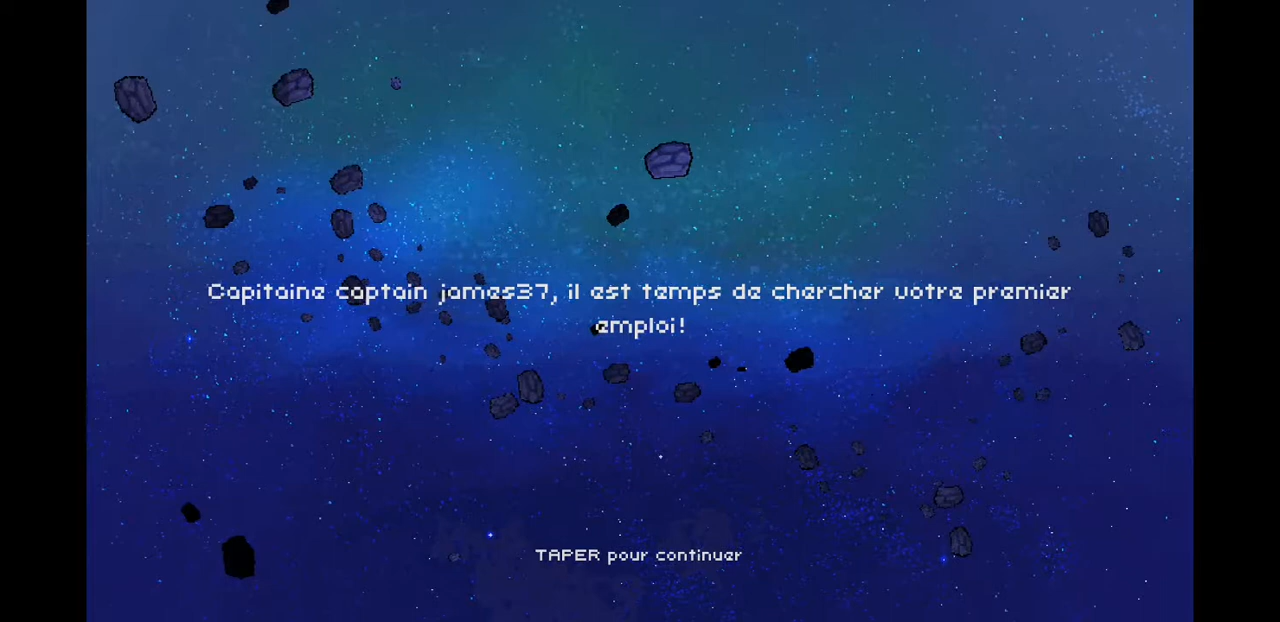 Capitaine captain james37, il est temps de chercher votre premier
emploi!
TAPER pour continuer